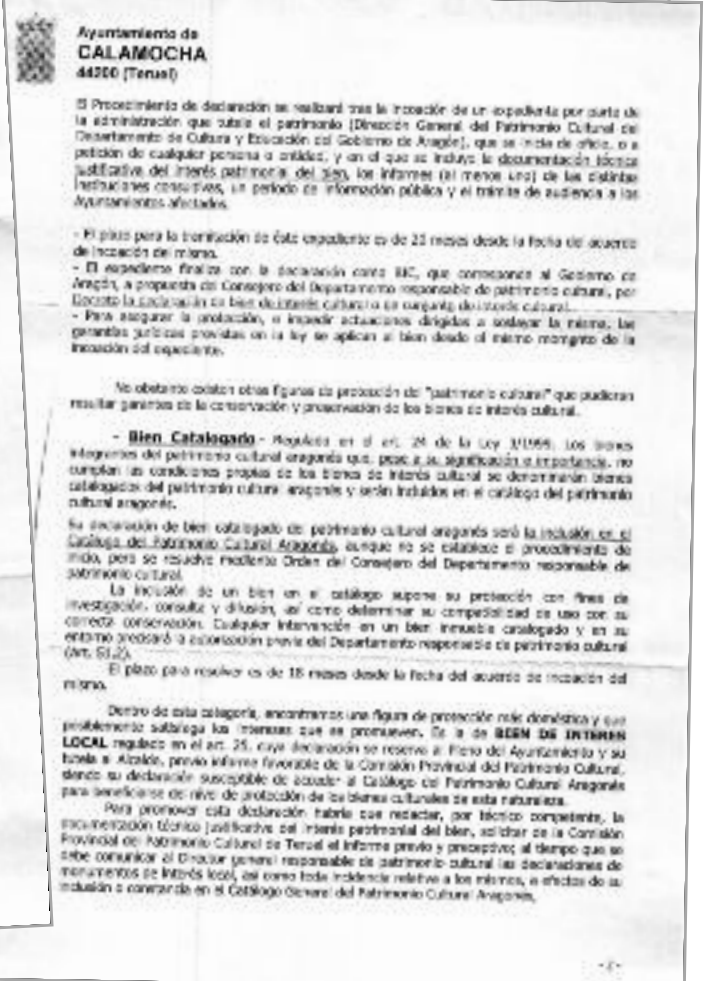 Ayuntamiento de
CALAMOCHA
44200 (Teruel)
El Procedimiento de declaración se realizará tras la incoación de un expediente por parte de
la administración que tutela el patrimonio (Dirección General del Patrimonio Cultural del
Departamento de Cultura y Educación del Gobierno de Aragón), que se inicia de oficio, o a
petición de cualquier persona o entidad, y en el que se incluye la documentación técnica
justificativa del interés patrimonial del bien, los informes (al menos uno) de las distintas
instituciones consultivas, un periodo de información pública y el trámite de audiencia a los
Ayuntamientos afectados.
- El plazo para la tramitación de éste expediente es de meses desde la fecha del acuerdo
de incoación del mismo.
- El expediente finaliza con la declaración como BIC, que corresponde al Gobierno de
Aragón, a propuesta del Consejero del Departamento responsable de patrimonio cultural, por
Decreto la declaración de bien de interés cultural o de conjunto de interés cultural.
- Para asegurar la protección, e impedir actuaciones dirigidas a soslayar la misma, las
garantías jurídicas previstas en la ley se aplican al bien desde el mismo momento de la
incoación del expediente.
No obstante existen otras figuras de protección del "patrimonio cultural" que pudieran
resultar garantes de la conservación y preservación de los bienes de interés cultural.
- Bien Catalogado.- Regulado en el art. 24 de la Ley 3/1999. Los bienes
integrantes del patrimonio cultural aragonés que, pese a su significación e importancia, no
cumplan las condiciones propias de los bienes de interés cultural se denominarán bienes
catalogados del patrimonio cultural aragonés y serán incluidos en el catálogo del patrimonio
cultural aragonés.
Su declaración de bien catalogado del patrimonio cultural aragonés será la inclusión en el
Catálogo del Patrimonio Cultural Aragonés, aunque no se establece el procedimiento de
inicio, pero se resuelve mediante Orden del Consejero del Departamento responsable de
patrimonio cultural.
La inclusión de un bien en el catálogo supone su protección con fines de
investigación, consulta y difusión, así como determinar su compatibilidad de uso con su
correcta conservación. Cualquier intervención en un bien inmueble catalogado y en su
entorno precisará la autorización previa del Departamento responsable de patrimonio cultural
(Art. 51.2).
El plazo para resolver es de 18 meses desde la fecha del acuerdo de incoación del
mismo.
Dentro de esta categoría, encontramos una figura de protección más doméstica y que
posiblemente satisfaga los intereses que se promueven. Es la de BIEN DE INTERES
LOCAL regulado en el art. 25, cuya declaración se reserva al Pleno del Ayuntamiento y su
tutela al Alcalde, previo informe favorable de la Comisión Provincial del Patrimonio Cultural,
siendo su declaración susceptible de acceder al Catálogo del Patrimonio Cultural Aragonés
para beneficiarse del nivel de protección de los bienes culturales de esta naturaleza.
Para promover esta declaración habría que redactar, por técnico competente, la
documentación técnico justificativa del interés patrimonial del bien, solicitar de la Comisión
Provincial del Patrimonio Cultural de Teruel el informe previo y preceptivo; al tiempo que se
debe comunicar al Director general responsable de patrimonio cultural las declaraciones de
monumentos de interés local, así como toda incidencia relativa a los mismos, a efectos de su
inclusión o constancia en el Catálogo General del Patrimonio Cultural Aragonés.